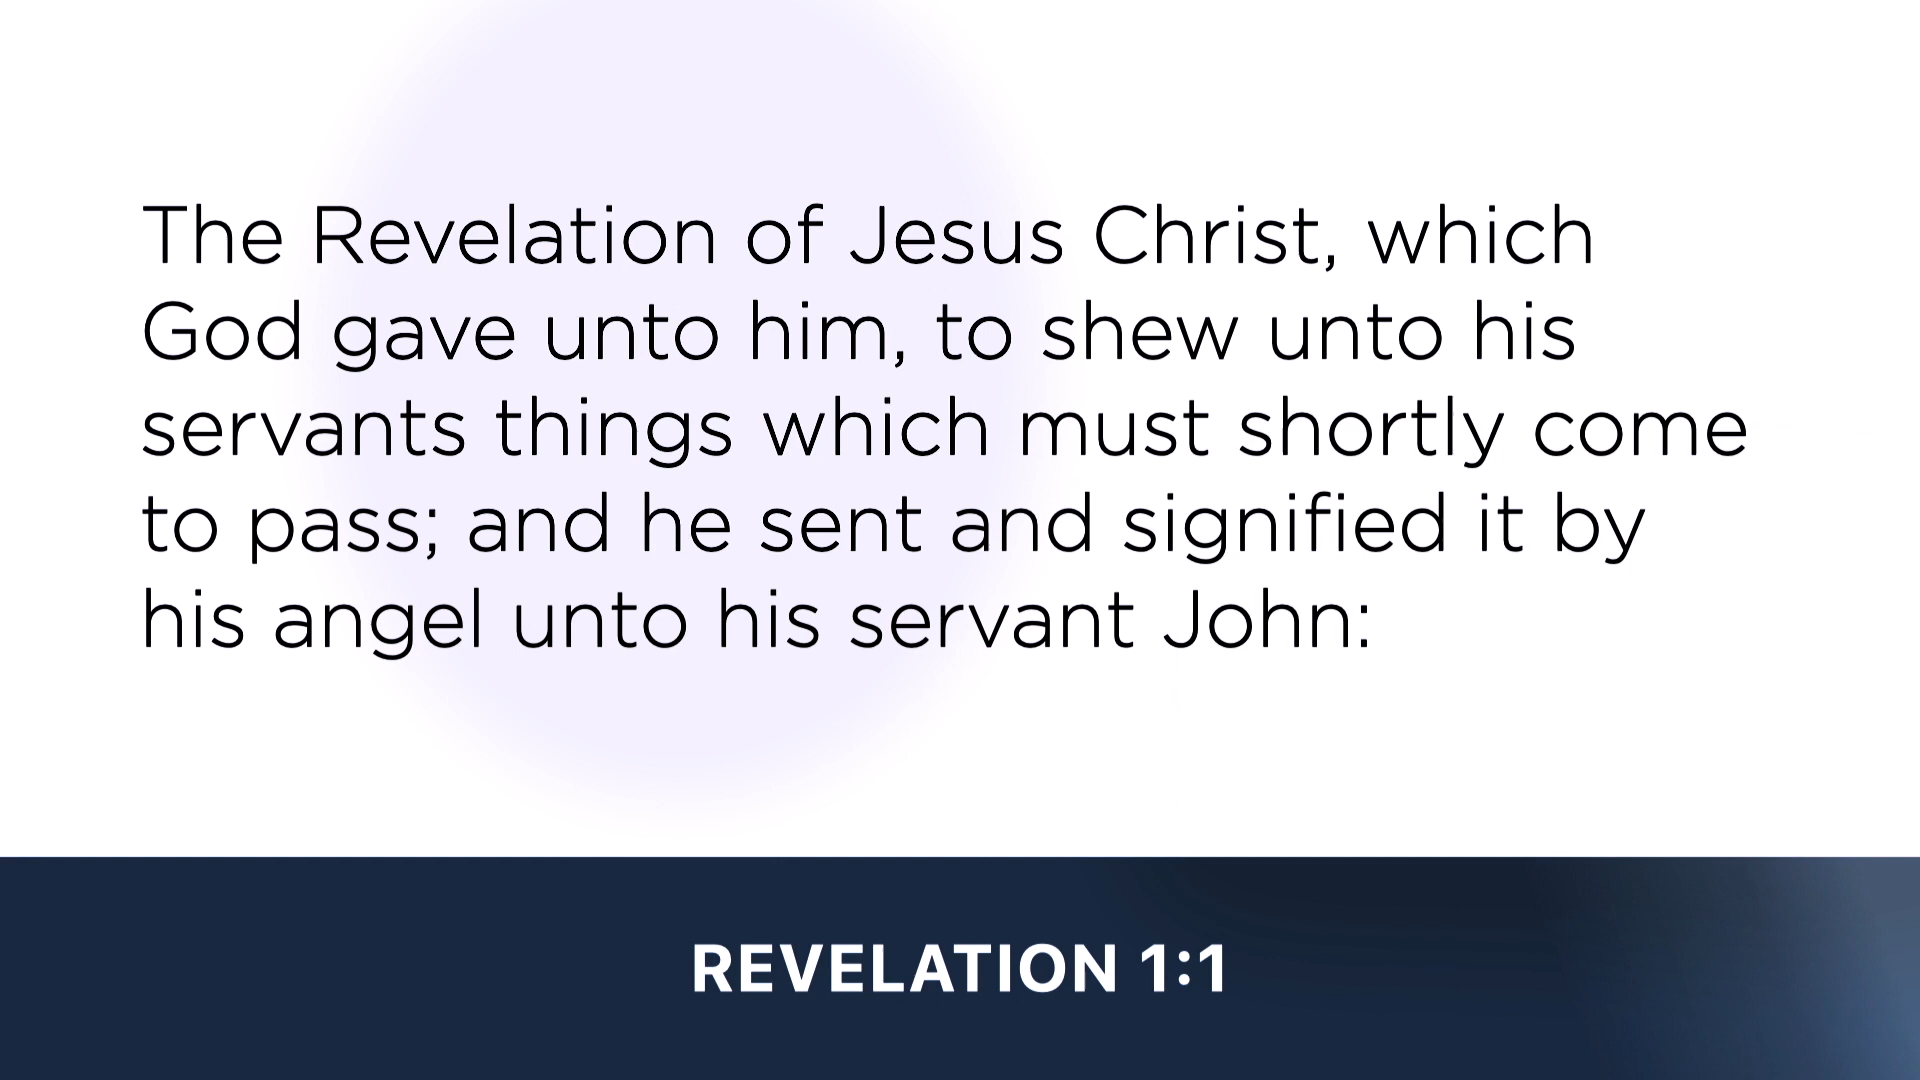 The Revelation of Jesus Christ, which
God gave unto him, to shew unto his
servants things which must shortly come
to pass; and he sent and signified it by
his angel unto his servant John:
REVELATION 1:1